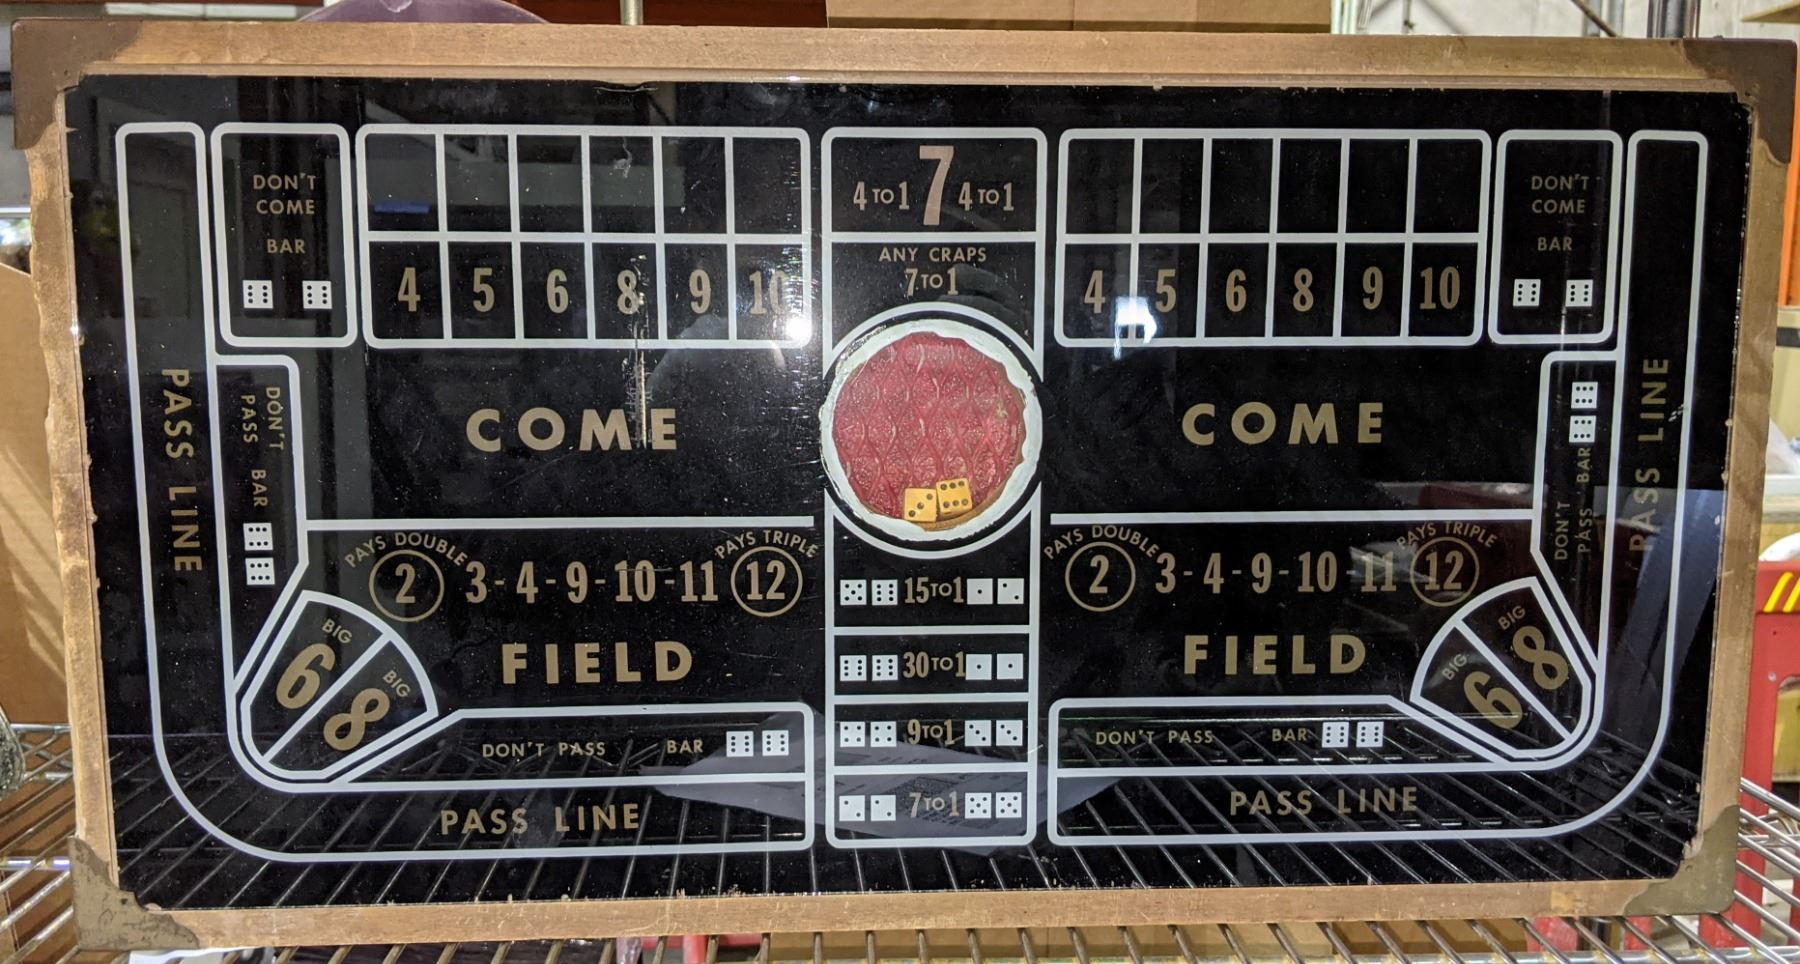 DON'T
COME
BAR
4 5 6 8 9 10
4 TO 1 7 4 TO 1
ANY CRAPS
7 TO 1
4 5 6 8 9 10
DON'T
COME
BAR
PASS LINE
DON'T
PASS BAR
COME
COME
DON'T
PASS BAR
PASS LINE
PAYS DOUBLE PAYS TRIPLE
2 3-4-9-10-11 12
FIELD
PAYS DOUBLE PAYS TRIPLE
2 3-4-9-10-11 12
FIELD
BIG
6
BIG
8
15 TO 1
30 TO 1
9 TO 1
7 TO 1
BIG
6
BIG
8
DON'T PASS BAR
DON'T PASS BAR
PASS LINE
PASS LINE